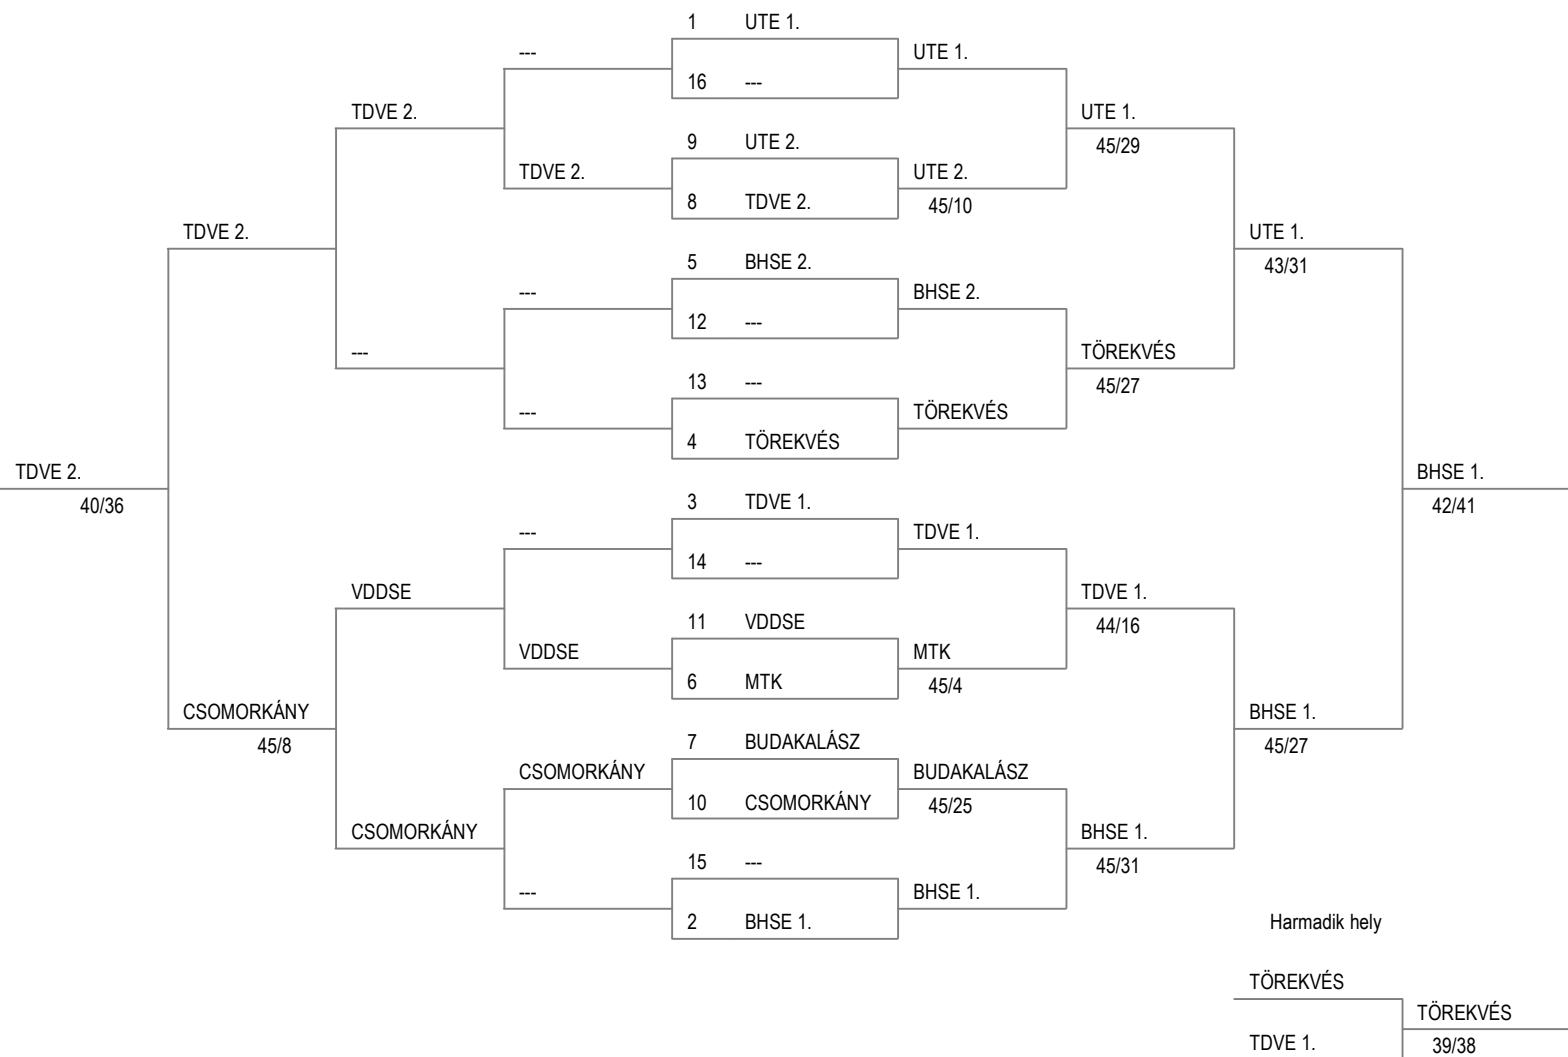 1 UTE 1.
--- UTE 1.
16 ---
TDVE 2. UTE 1.
9 UTE 2. 45/29
TDVE 2. UTE 2.
8 TDVE 2. 45/10
TDVE 2. UTE 1.
5 BHSE 2. 43/31
--- BHSE 2.
12 ---
--- TÖREKVÉS
13 --- 45/27
--- TÖREKVÉS
4 TÖREKVÉS
TDVE 2. BHSE 1.
40/36 3 TDVE 1. 42/41
--- TDVE 1.
14 ---
VDDSE TDVE 1.
11 VDDSE 44/16
VDDSE MTK
6 MTK 45/4
CSOMORKÁNY BHSE 1.
45/8 7 BUDAKALÁSZ 45/27
CSOMORKÁNY BUDAKALÁSZ
10 CSOMORKÁNY 45/25
CSOMORKÁNY BHSE 1.
15 --- 45/31
--- BHSE 1.
2 BHSE 1. Harmadik hely
TÖREKVÉS
TÖREKVÉS
TDVE 1. 39/38